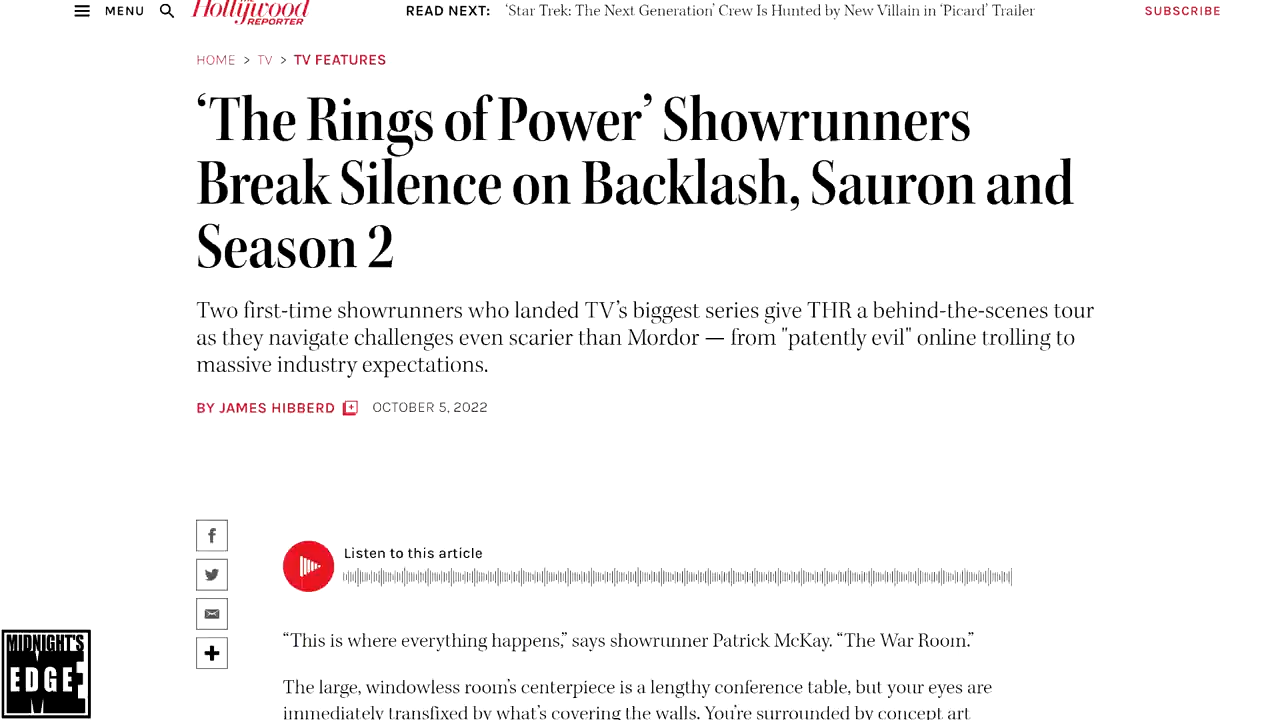 MENU
The Hollywood REPORTER
READ NEXT: ‘Star Trek: The Next Generation’ Crew Is Hunted by New Villain in ‘Picard’ Trailer
SUBSCRIBE
HOME > TV > TV FEATURES
‘The Rings of Power’ Showrunners
Break Silence on Backlash, Sauron and
Season 2
Two first-time showrunners who landed TV’s biggest series give THR a behind-the-scenes tour
as they navigate challenges even scarier than Mordor — from "patently evil" online trolling to
massive industry expectations.
BY JAMES HIBBERD
OCTOBER 5, 2022
Listen to this article
“This is where everything happens,” says showrunner Patrick McKay. “The War Room.”
The large, windowless room’s centerpiece is a lengthy conference table, but your eyes are
immediately transfixed by what’s covering the walls. You’re surrounded by concept art
MIDNIGHT'S
EDGE